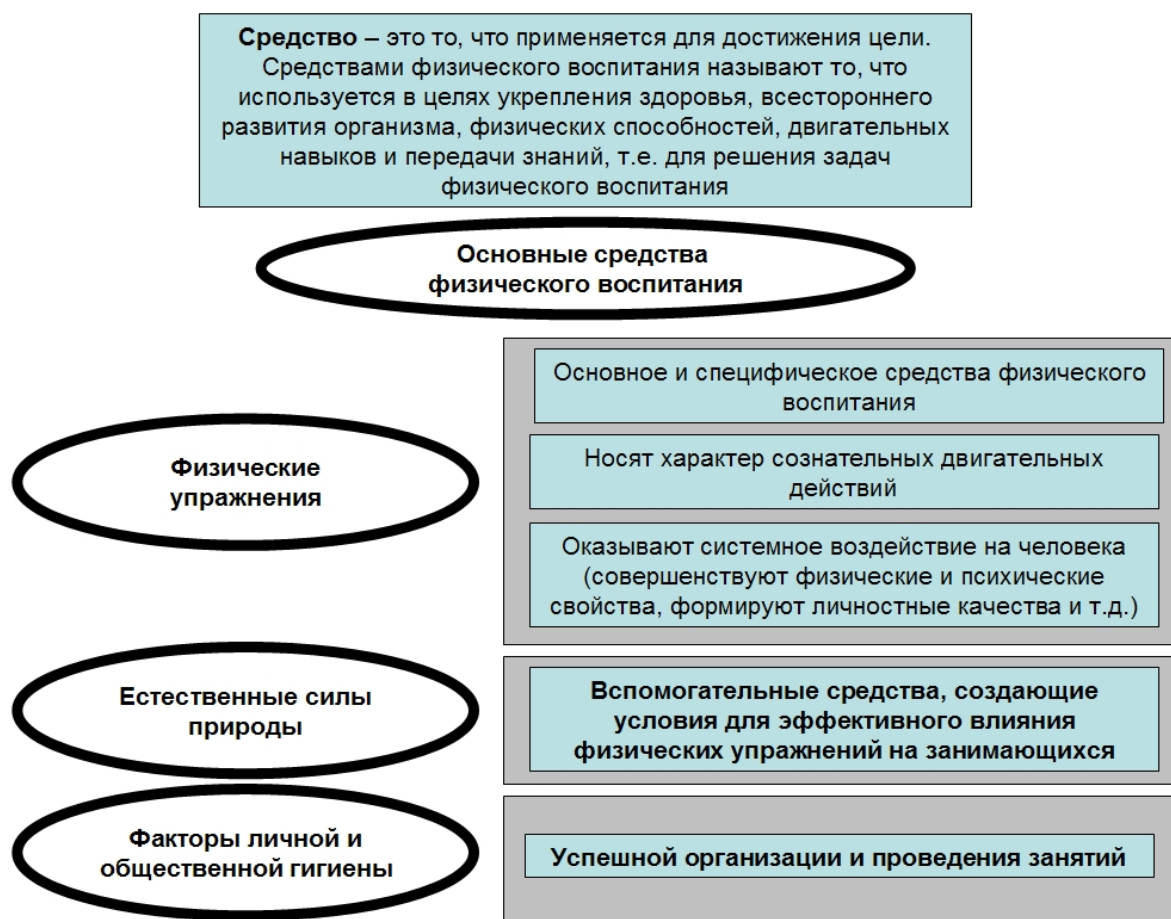 Средство – это то, что применяется для достижения цели.
Средствами физического воспитания называют то, что
используется в целях укрепления здоровья, всестороннего
развития организма, физических способностей, двигательных
навыков и передачи знаний, т.е. для решения задач
физического воспитания
Основные средства
физического воспитания
Физические
упражнения
Основное и специфическое средства физического
воспитания
Носят характер сознательных двигательных
действий
Оказывают системное воздействие на человека
(совершенствуют физические и психические
свойства, формируют личностные качества и т.д.)
Естественные силы
природы
Вспомогательные средства, создающие
условия для эффективного влияния
физических упражнений на занимающихся
Факторы личной и
общественной гигиены
Успешной организации и проведения занятий